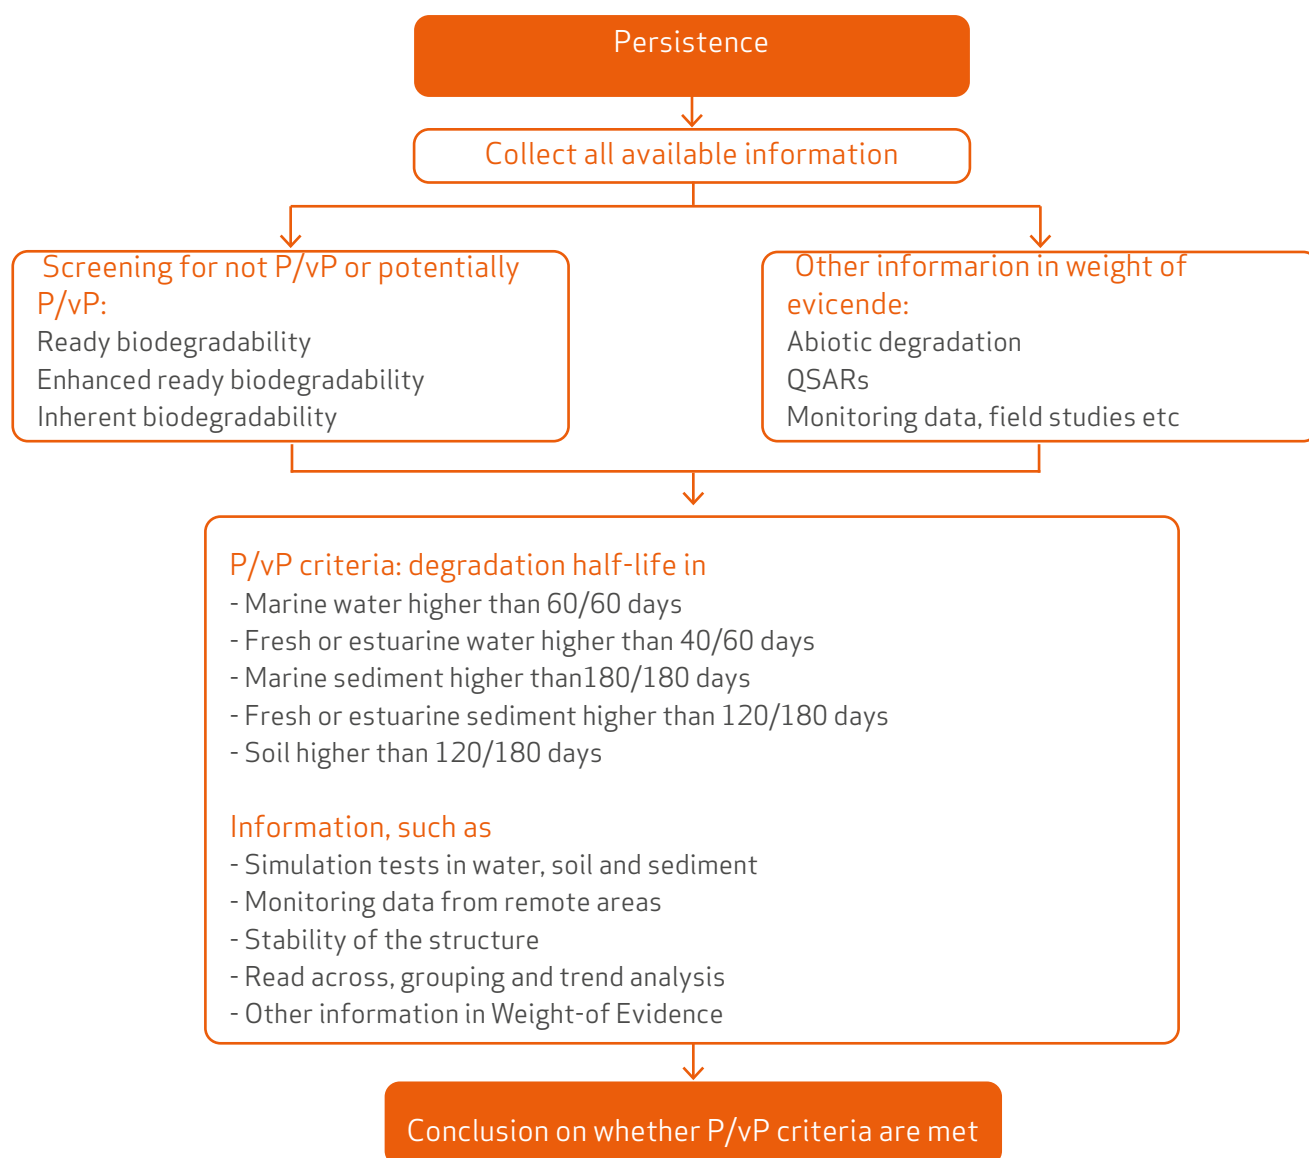 Persistence
Collect all available information
Screening for not P/vP or potentially
P/vP:
Ready biodegradability
Enhanced ready biodegradability
Inherent biodegradability
Other informarion in weight of
evicende:
Abiotic degradation
QSARs
Monitoring data, field studies etc
P/vP criteria: degradation half-life in
- Marine water higher than 60/60 days
- Fresh or estuarine water higher than 40/60 days
- Marine sediment higher than180/180 days
- Fresh or estuarine sediment higher than 120/180 days
- Soil higher than 120/180 days
Information, such as
- Simulation tests in water, soil and sediment
- Monitoring data from remote areas
- Stability of the structure
- Read across, grouping and trend analysis
- Other information in Weight-of Evidence
Conclusion on whether P/vP criteria are met